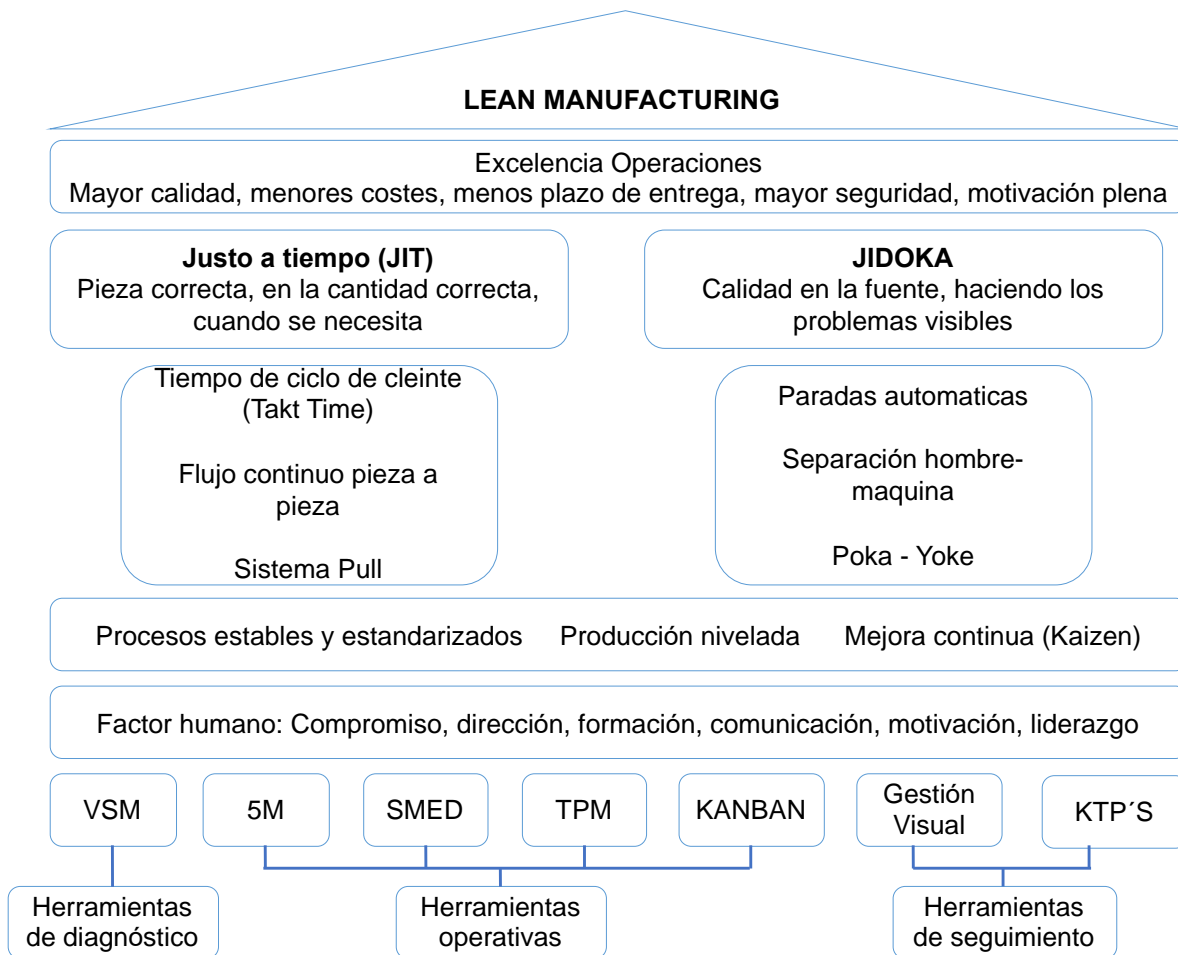 LEAN MANUFACTURING
Excelencia Operaciones
Mayor calidad, menores costes, menos plazo de entrega, mayor seguridad, motivación plena
Justo a tiempo (JIT)
Pieza correcta, en la cantidad correcta,
cuando se necesita
JIDOKA
Calidad en la fuente, haciendo los
problemas visibles
Tiempo de ciclo de cleinte
(Takt Time)
Flujo continuo pieza a
pieza
Sistema Pull
Paradas automaticas
Separación hombre-
maquina
Poka - Yoke
Procesos estables y estandarizados Producción nivelada Mejora continua (Kaizen)
Factor humano: Compromiso, dirección, formación, comunicación, motivación, liderazgo
VSM
5M
SMED
TPM
KANBAN
Gestión
Visual
KTP´S
Herramientas
de diagnóstico
Herramientas
operativas
Herramientas
de seguimiento